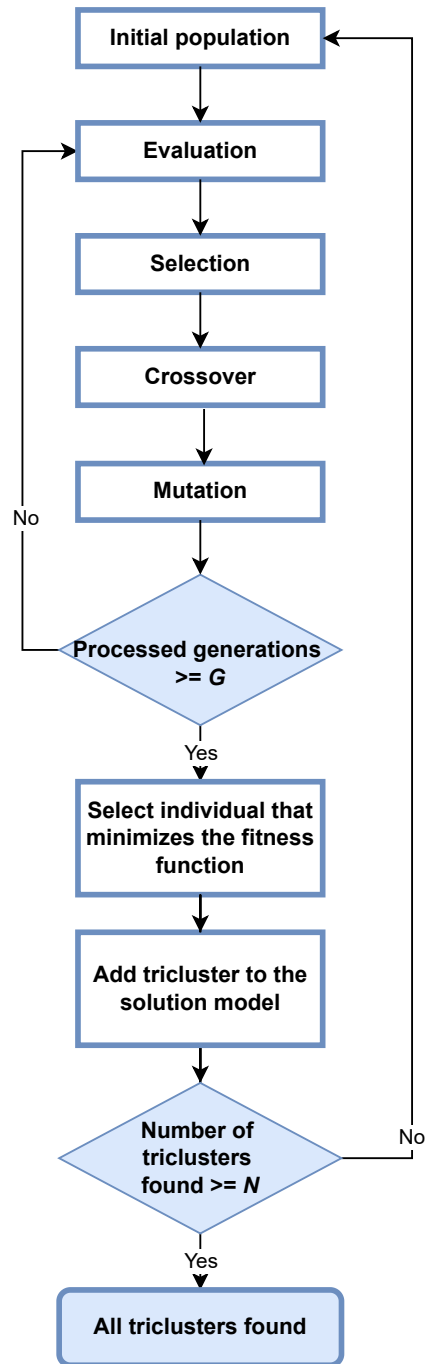 Initial population
Evaluation
Selection
Crossover
Mutation
No
Processed generations
>= G
Yes
Select individual that
minimizes the fitness
function
Add tricluster to the
solution model
Number of
triclusters
found >= N
No
Yes
All triclusters found